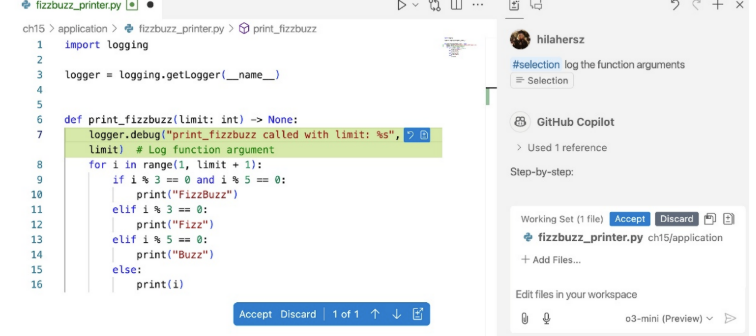 fizzbuzz_printer.py
ch15 > application > fizzbuzz_printer.py > print_fizzbuzz
1 import logging
2
3 logger = logging.getLogger(__name__)
4
5
6 def print_fizzbuzz(limit: int) -> None:
7 logger.debug("print_fizzbuzz called with limit: %s",
limit) # Log function argument
8 for i in range(1, limit + 1):
9 if i % 3 == 0 and i % 5 == 0:
10 print("FizzBuzz")
11 elif i % 3 == 0:
12 print("Fizz")
13 elif i % 5 == 0:
14 print("Buzz")
15 else:
16 print(i)
Accept Discard 1 of 1
hilahersz
#selection log the function arguments
Selection
GitHub Copilot
> Used 1 reference
Step-by-step:
Working Set (1 file) Accept Discard
fizzbuzz_printer.py ch15/application
+ Add Files...
Edit files in your workspace
o3-mini (Preview)